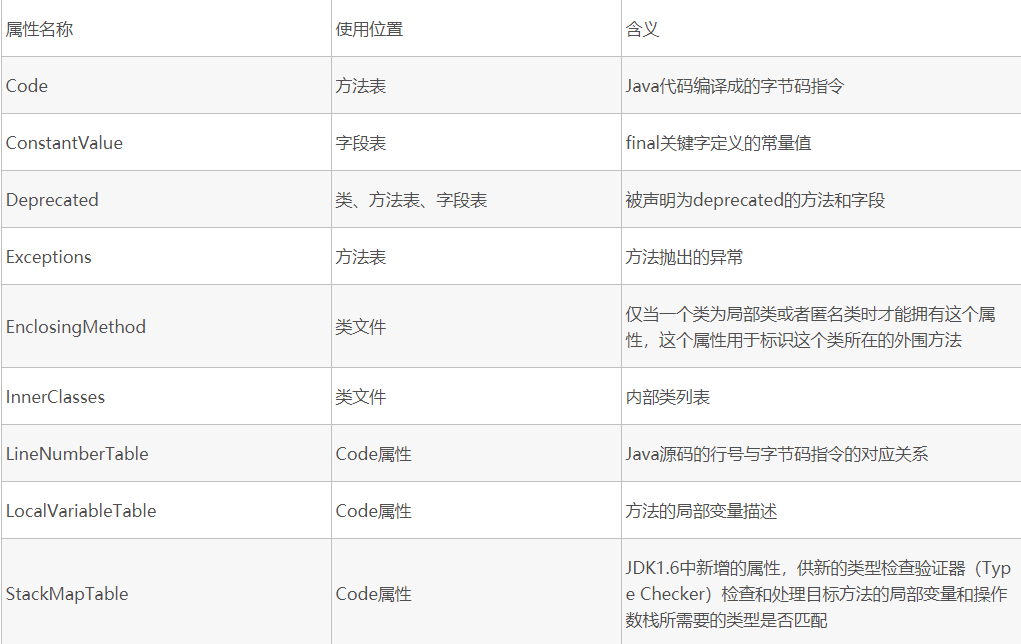 属性名称 使用位置 含义
Code 方法表 Java代码编译成的字节码指令
ConstantValue 字段表 final关键字定义的常量值
Deprecated 类、方法表、字段表 被声明为deprecated的方法和字段
Exceptions 方法表 方法抛出的异常
EnclosingMethod 类文件 仅当一个类为局部类或者匿名类时才能拥有这个属
性，这个属性用于标识这个类所在的外围方法
InnerClasses 类文件 内部类列表
LineNumberTable Code属性 Java源码的行号与字节码指令的对应关系
LocalVariableTable Code属性 方法的局部变量描述
StackMapTable Code属性 JDK1.6中新增的属性，供新的类型检查验证器（Typ
e Checker）检查和处理目标方法的局部变量和操作
数栈所需要的类型是否匹配